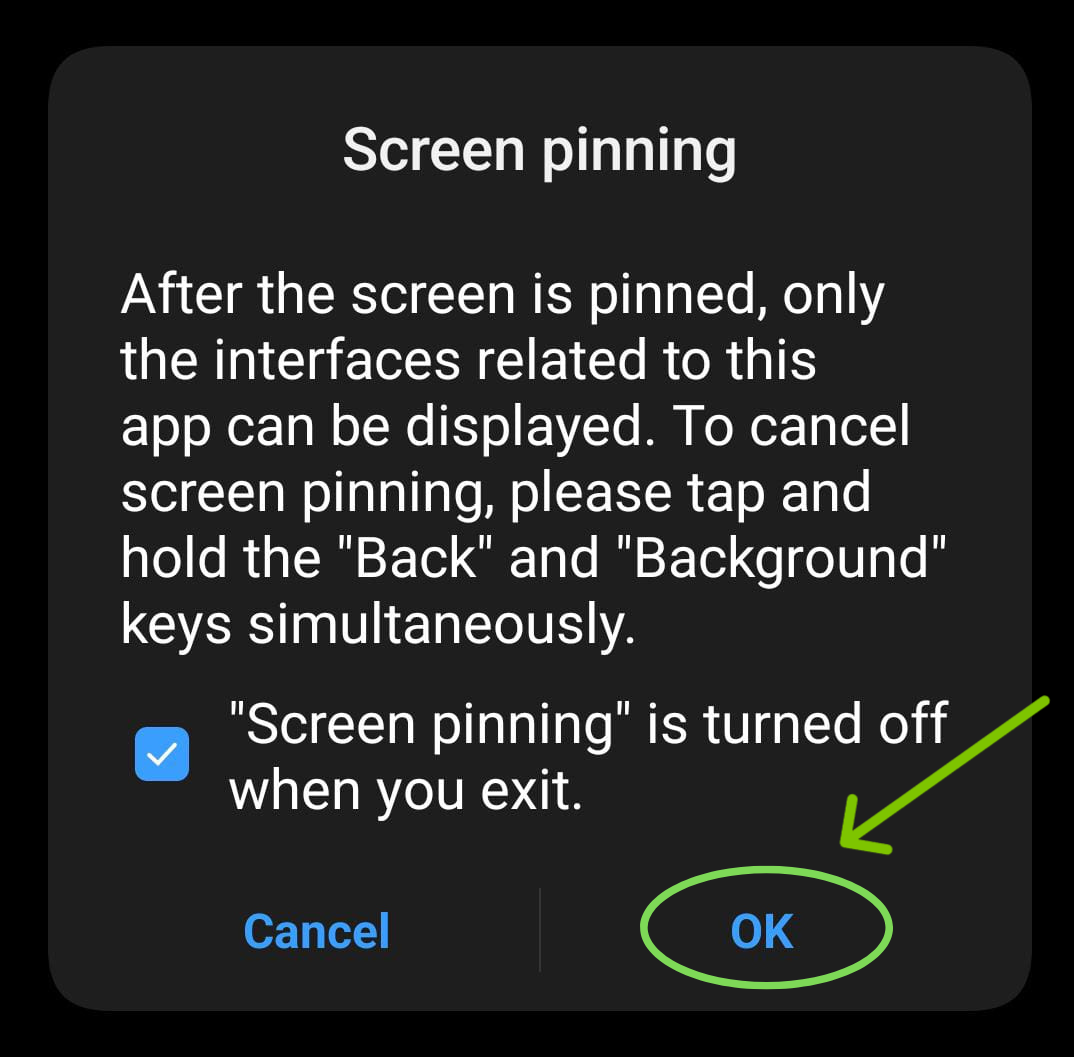 Screen pinning
After the screen is pinned, only
the interfaces related to this
app can be displayed. To cancel
screen pinning, please tap and
hold the "Back" and "Background"
keys simultaneously.
"Screen pinning" is turned off
when you exit.
Cancel
OK